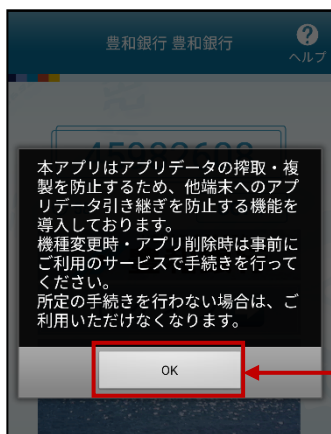 豊和銀行 豊和銀行
?
ヘルプ
本アプリはアプリデータの搾取・複
製を防止するため、他端末へのアプ
リデータ引き継ぎを防止する機能を
導入しております。
機種変更時・アプリ削除時は事前に
ご利用のサービスで手続きを行って
ください。
所定の手続きを行わない場合は、ご
利用いただけなくなります。
OK